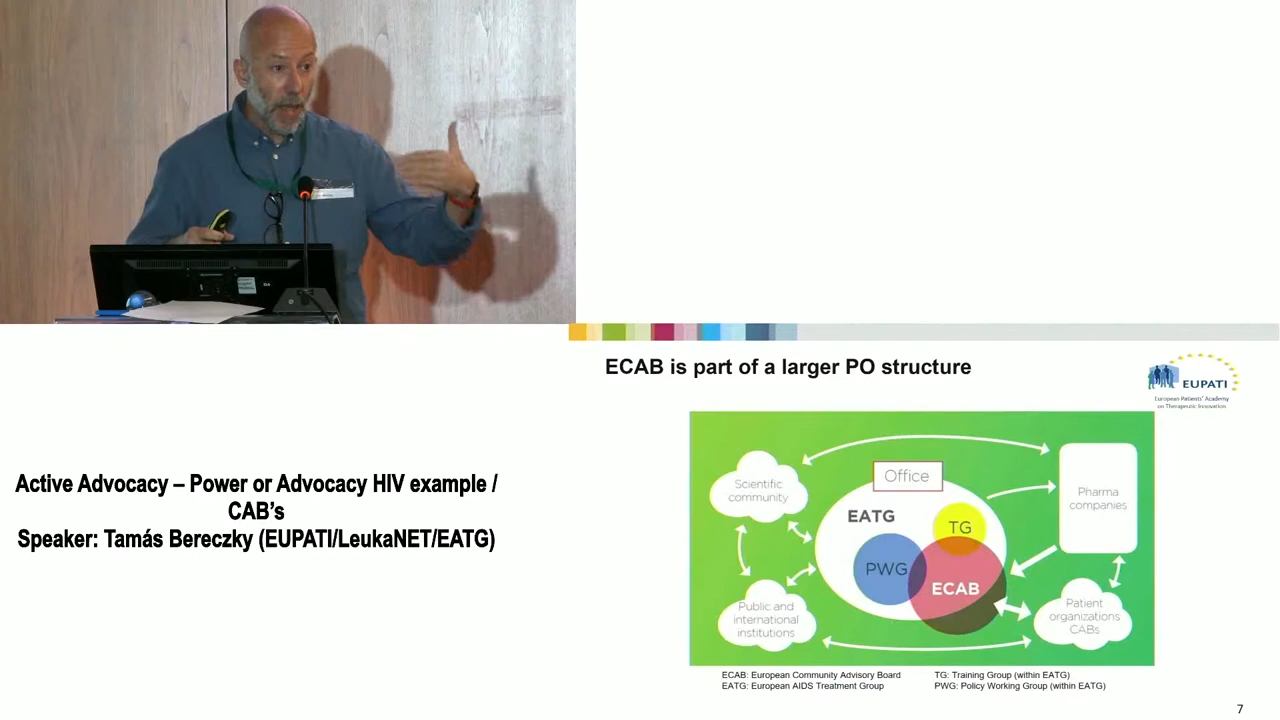 ECAB is part of a larger PO structure
EUPATI
European Patients' Academy
on Therapeutic Innovation
Active Advocacy – Power or Advocacy HIV example /
CAB's
Speaker: Tamás Bereczky (EUPATI/LeukaNET/EATG)
Office
Scientific
community
EATG
TG
Pharma
companies
PWG
ECAB
Public and
international
institutions
Patient
organizations
CABs
ECAB: European Community Advisory Board
EATG: European AIDS Treatment Group
TG: Training Group (within EATG)
PWG: Policy Working Group (within EATG)
7